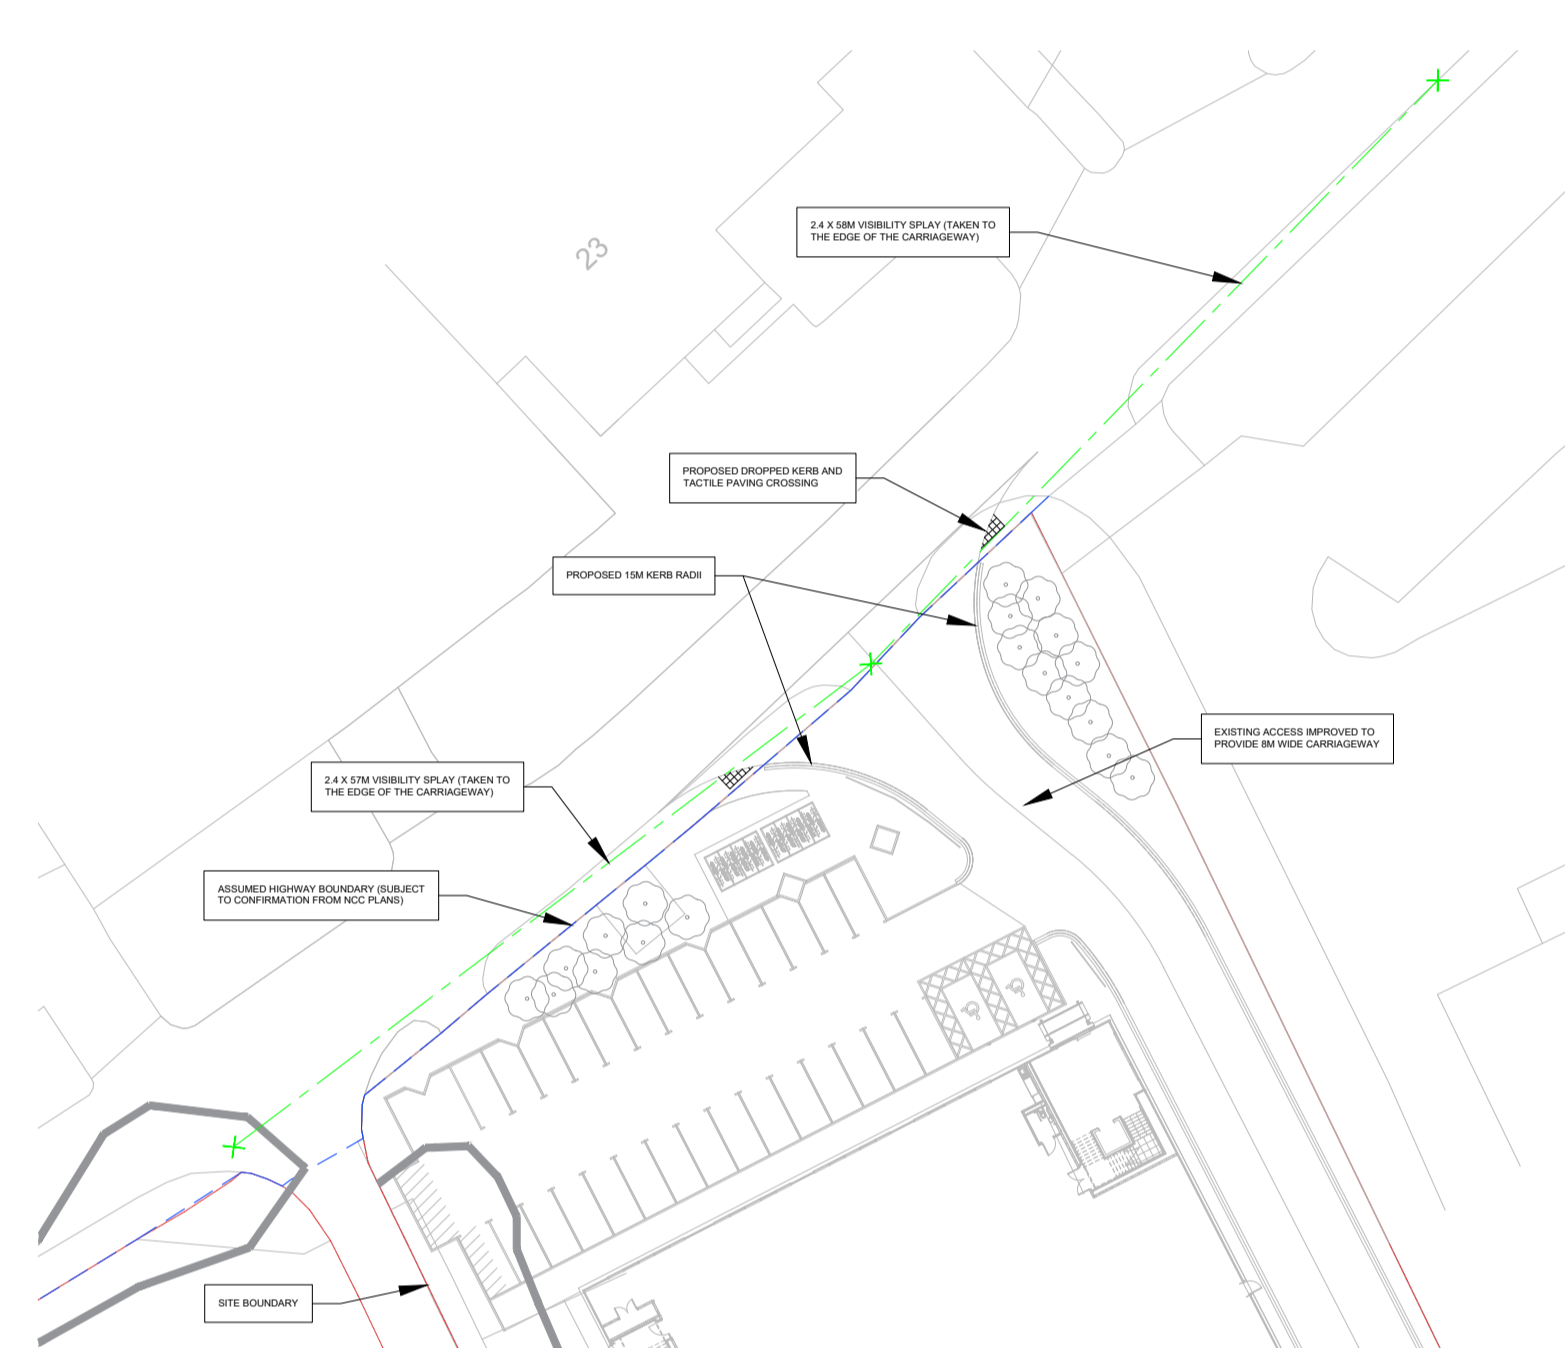 2.4 X 58M VISIBILITY SPLAY (TAKEN TO
THE EDGE OF THE CARRIAGEWAY)
23
PROPOSED DROPPED KERB AND
TACTILE PAVING CROSSING
PROPOSED 15M KERB RADII
EXISTING ACCESS IMPROVED TO
PROVIDE 8M WIDE CARRIAGEWAY
2.4 X 57M VISIBILITY SPLAY (TAKEN TO
THE EDGE OF THE CARRIAGEWAY)
ASSUMED HIGHWAY BOUNDARY (SUBJECT
TO CONFIRMATION FROM NCC PLANS)
SITE BOUNDARY